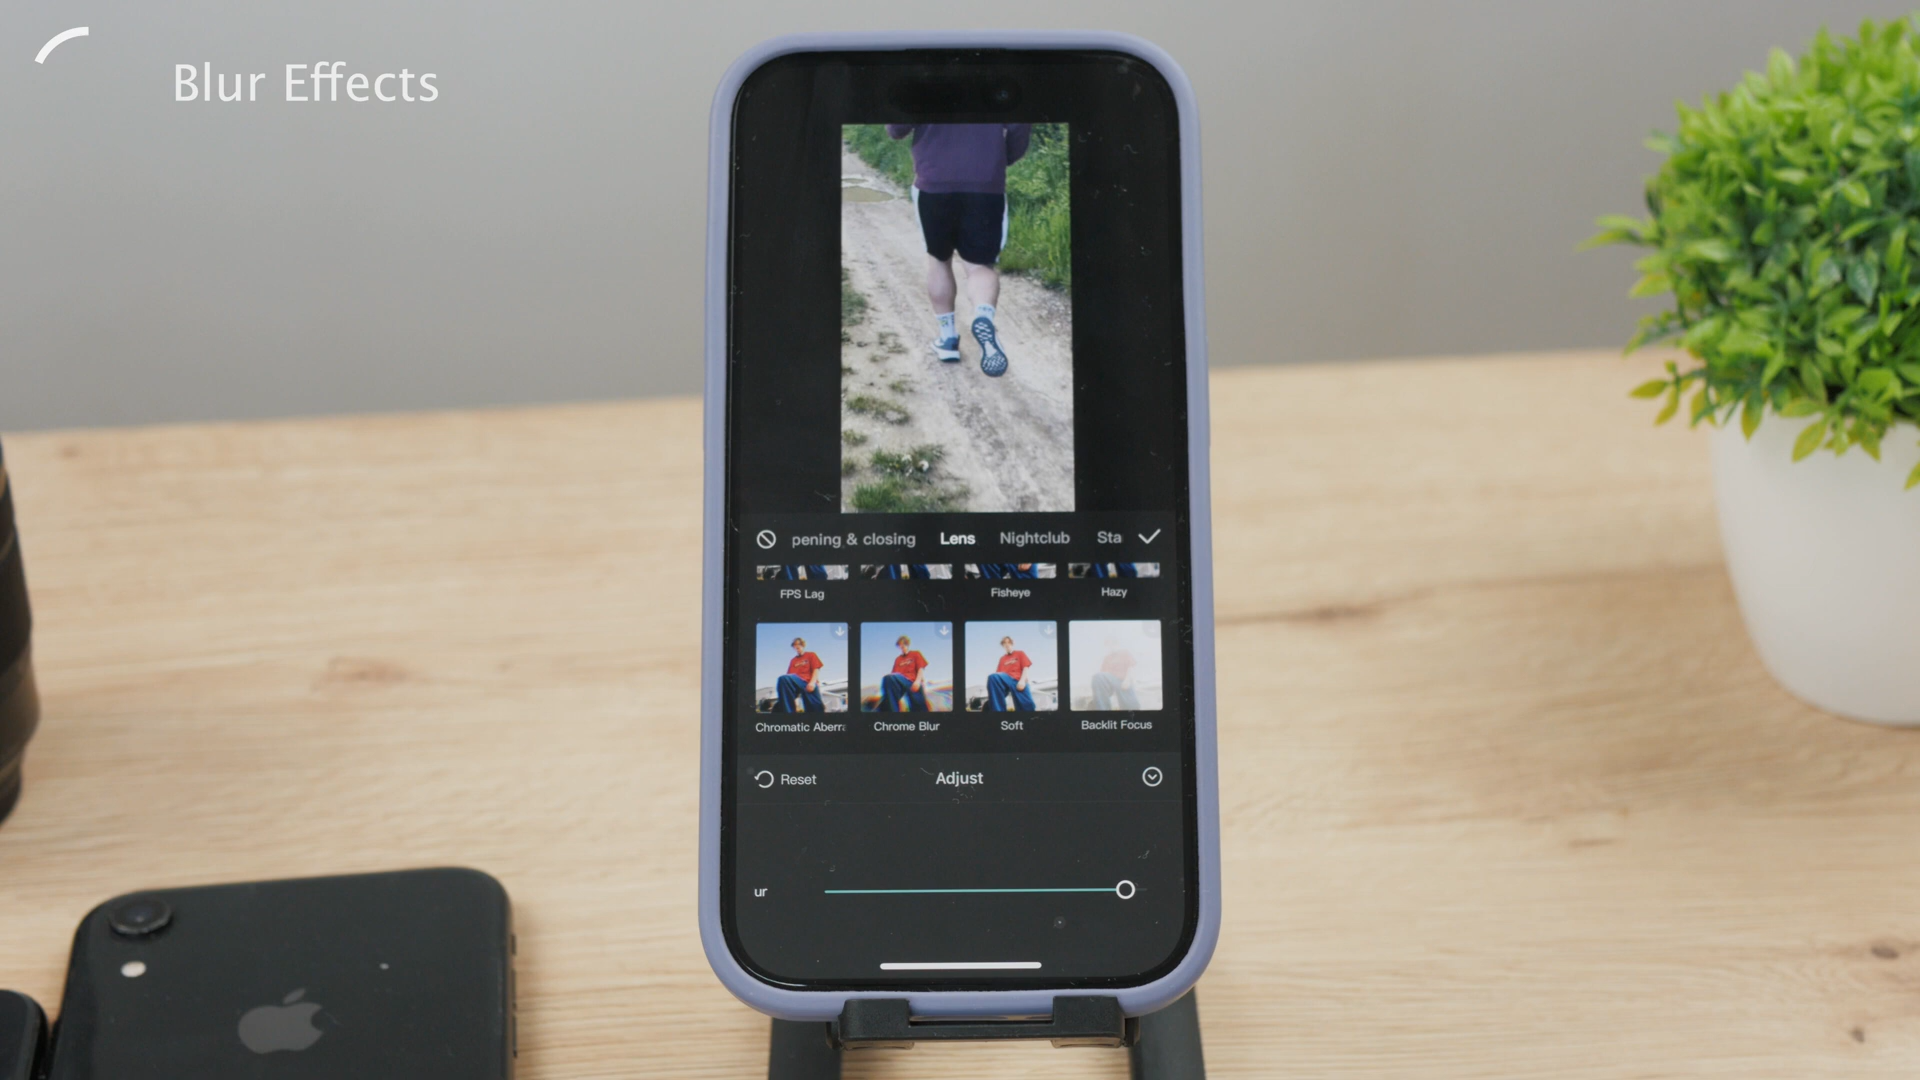 Blur Effects
pening & closing Lens Nightclub Sta
FPS Lag Fisheye Hazy
Chromatic Aberr Chrome Blur Soft Backlit Focus
Reset Adjust
ur